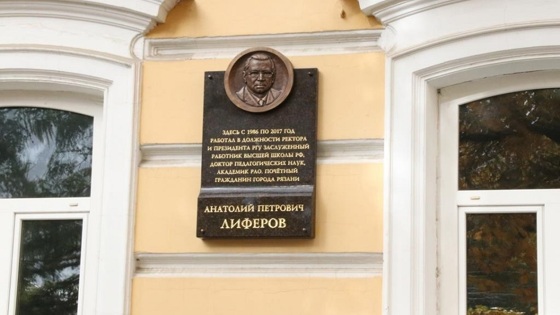 ЗДЕСЬ С 1986 ПО 2017 ГОД
РАБОТАЛ В ДОЛЖНОСТИ РЕКТОРА
И ПРЕЗИДЕНТА РГУ ЗАСЛУЖЕННЫЙ
РАБОТНИК ВЫСШЕЙ ШКОЛЫ РФ,
ДОКТОР ПЕДАГОГИЧЕСКИХ НАУК,
АКАДЕМИК РАО. ПОЧЁТНЫЙ
ГРАЖДАНИН ГОРОДА РЯЗАНИ
АНАТОЛИЙ ПЕТРОВИЧ
ЛИФЕРОВ